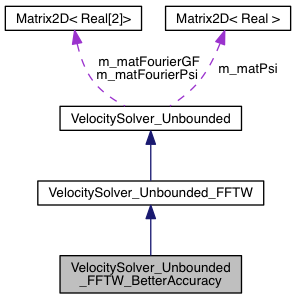 Matrix2D< Real[2]>
Matrix2D< Real >
m_matFourierGF
m_matFourierPsi
m_matPsi
VelocitySolver_Unbounded
VelocitySolver_Unbounded_FFTW
VelocitySolver_Unbounded
_FFTW_BetterAccuracy